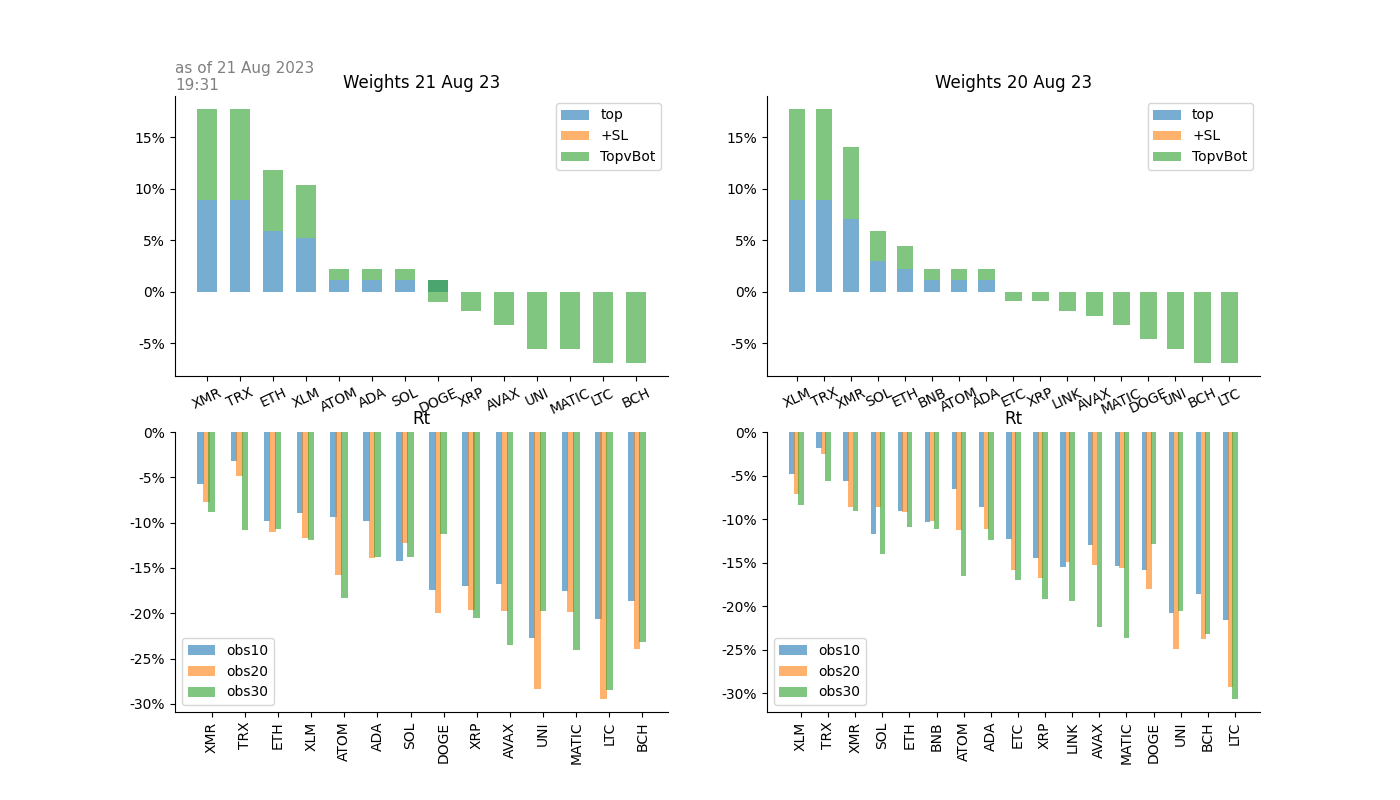 as of 21 Aug 2023
19:31
Weights 21 Aug 23
15%
10%
5%
0%
-5%
top
+SL
TopvBot
XMR TRX ETH XLM ATOM ADA SOL DOGE XRP AVAX UNI MATIC LTC BCH
Weights 20 Aug 23
15%
10%
5%
0%
-5%
top
+SL
TopvBot
XLM TRX XMR SOL ETH BNB ATOM ADA ETC XRP LINK AVAX MATIC DOGE UNI BCH LTC
Rt
0%
-5%
-10%
-15%
-20%
-25%
-30%
obs10
obs20
obs30
XMR TRX ETH XLM ATOM ADA SOL DOGE XRP AVAX UNI MATIC LTC BCH
Rt
0%
-5%
-10%
-15%
-20%
-25%
-30%
obs10
obs20
obs30
XLM TRX XMR SOL ETH BNB ATOM ADA ETC XRP LINK AVAX MATIC DOGE UNI BCH LTC